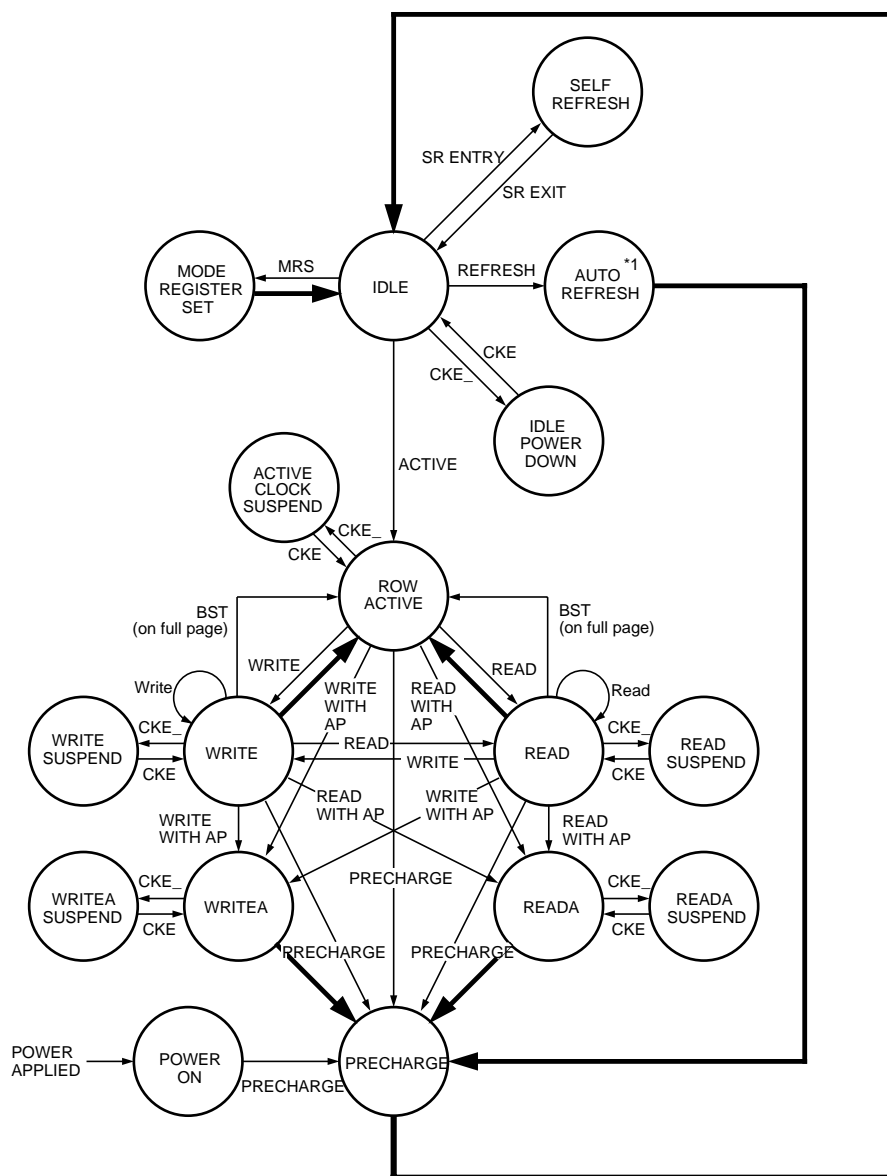 SELF
REFRESH
SR ENTRY
SR EXIT
MODE
REGISTER
SET
MRS
IDLE
REFRESH
AUTO *1
REFRESH
CKE
CKE_
IDLE
POWER
DOWN
ACTIVE
ACTIVE
CLOCK
SUSPEND
CKE_
CKE
ROW
ACTIVE
BST
(on full page)
BST
(on full page)
WRITE
READ
Write
WRITE
WITH
AP
READ
WITH
AP
Read
WRITE
SUSPEND
CKE_
CKE
WRITE
READ
WRITE
READ
CKE_
CKE
READ
SUSPEND
WRITE
WITH AP
READ
WITH AP
WRITE
WITH AP
READ
WITH AP
WRITEA
SUSPEND
CKE_
CKE
WRITEA
PRECHARGE
READA
CKE_
CKE
READA
SUSPEND
PRECHARGE
PRECHARGE
POWER
APPLIED
POWER
ON
PRECHARGE
PRECHARGE